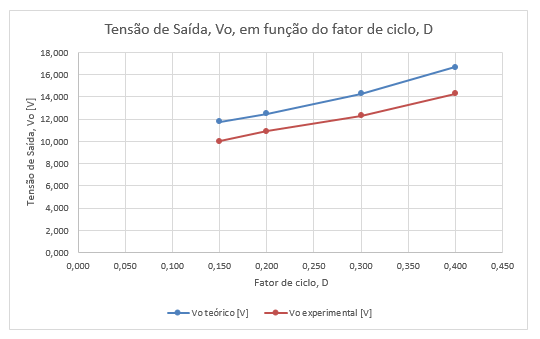 Tensão de Saída, Vo, em função do fator de ciclo, D
18,000
16,000
14,000
12,000
10,000
8,000
6,000
4,000
2,000
0,000
Tensão de Saída, Vo [V]
0,000 0,050 0,100 0,150 0,200 0,250 0,300 0,350 0,400 0,450
Fator de ciclo, D
Vo teórico [V] Vo experimental [V]